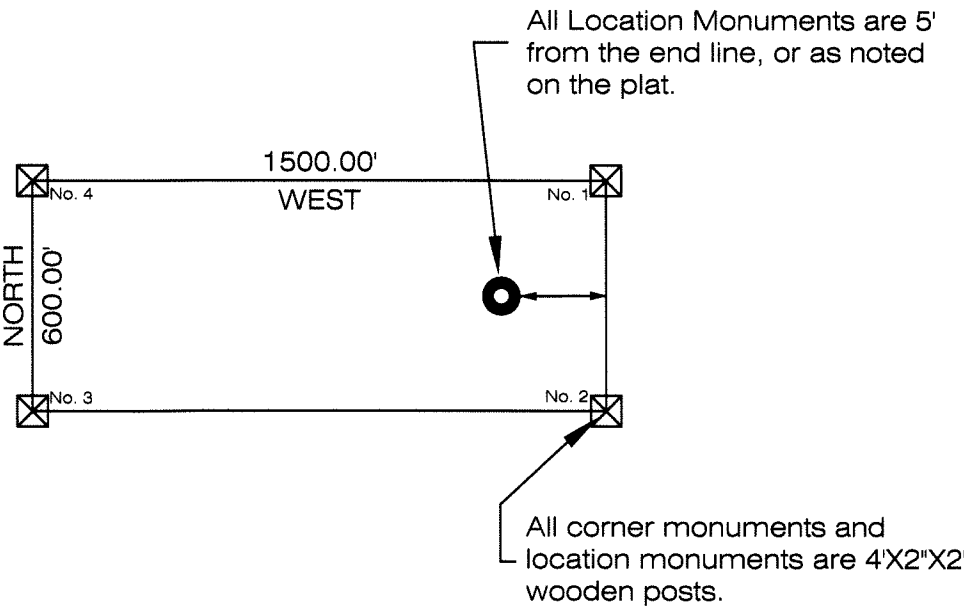 All Location Monuments are 5'
from the end line, or as noted
on the plat.
1500.00'
WEST
No. 4
No. 1
NORTH
600.00'
No. 3
No. 2
All corner monuments and
location monuments are 4'X2"X2'
wooden posts.